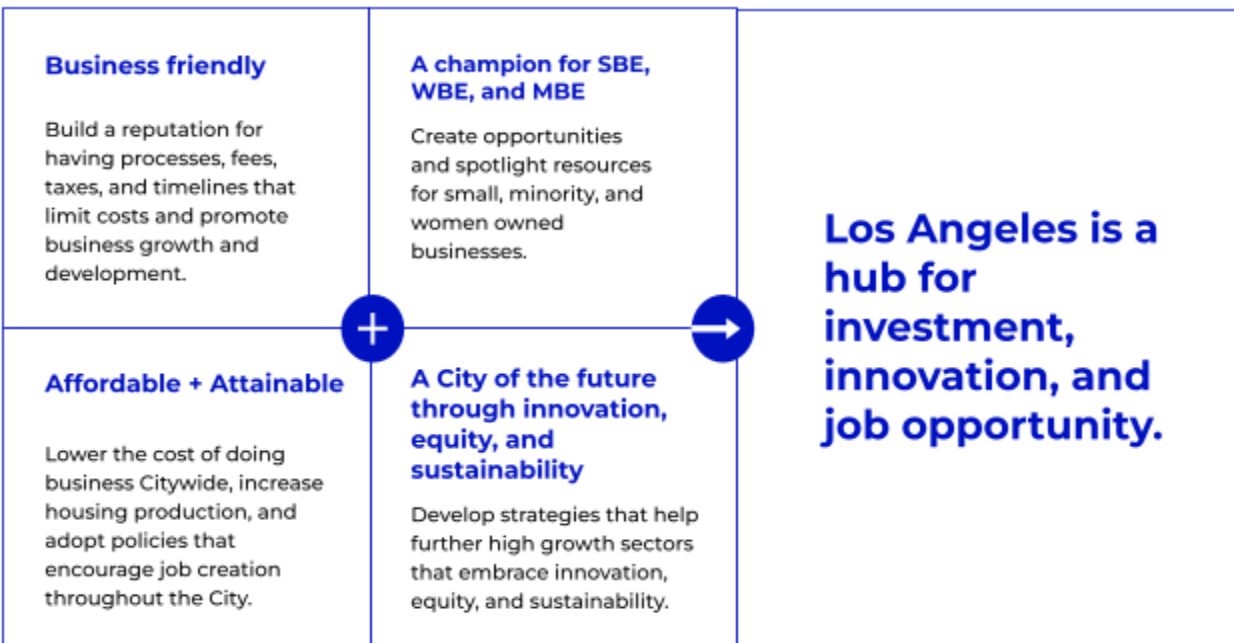 Business friendly
Build a reputation for
having processes, fees,
taxes, and timelines that
limit costs and promote
business growth and
development.
A champion for SBE,
WBE, and MBE
Create opportunities
and spotlight resources
for small, minority, and
women owned
businesses.
Affordable + Attainable
Lower the cost of doing
business Citywide, increase
housing production, and
adopt policies that
encourage job creation
throughout the City.
A City of the future
through innovation,
equity, and
sustainability
Develop strategies that help
further high growth sectors
that embrace innovation,
equity, and sustainability.
Los Angeles is a
hub for
investment,
innovation, and
job opportunity.